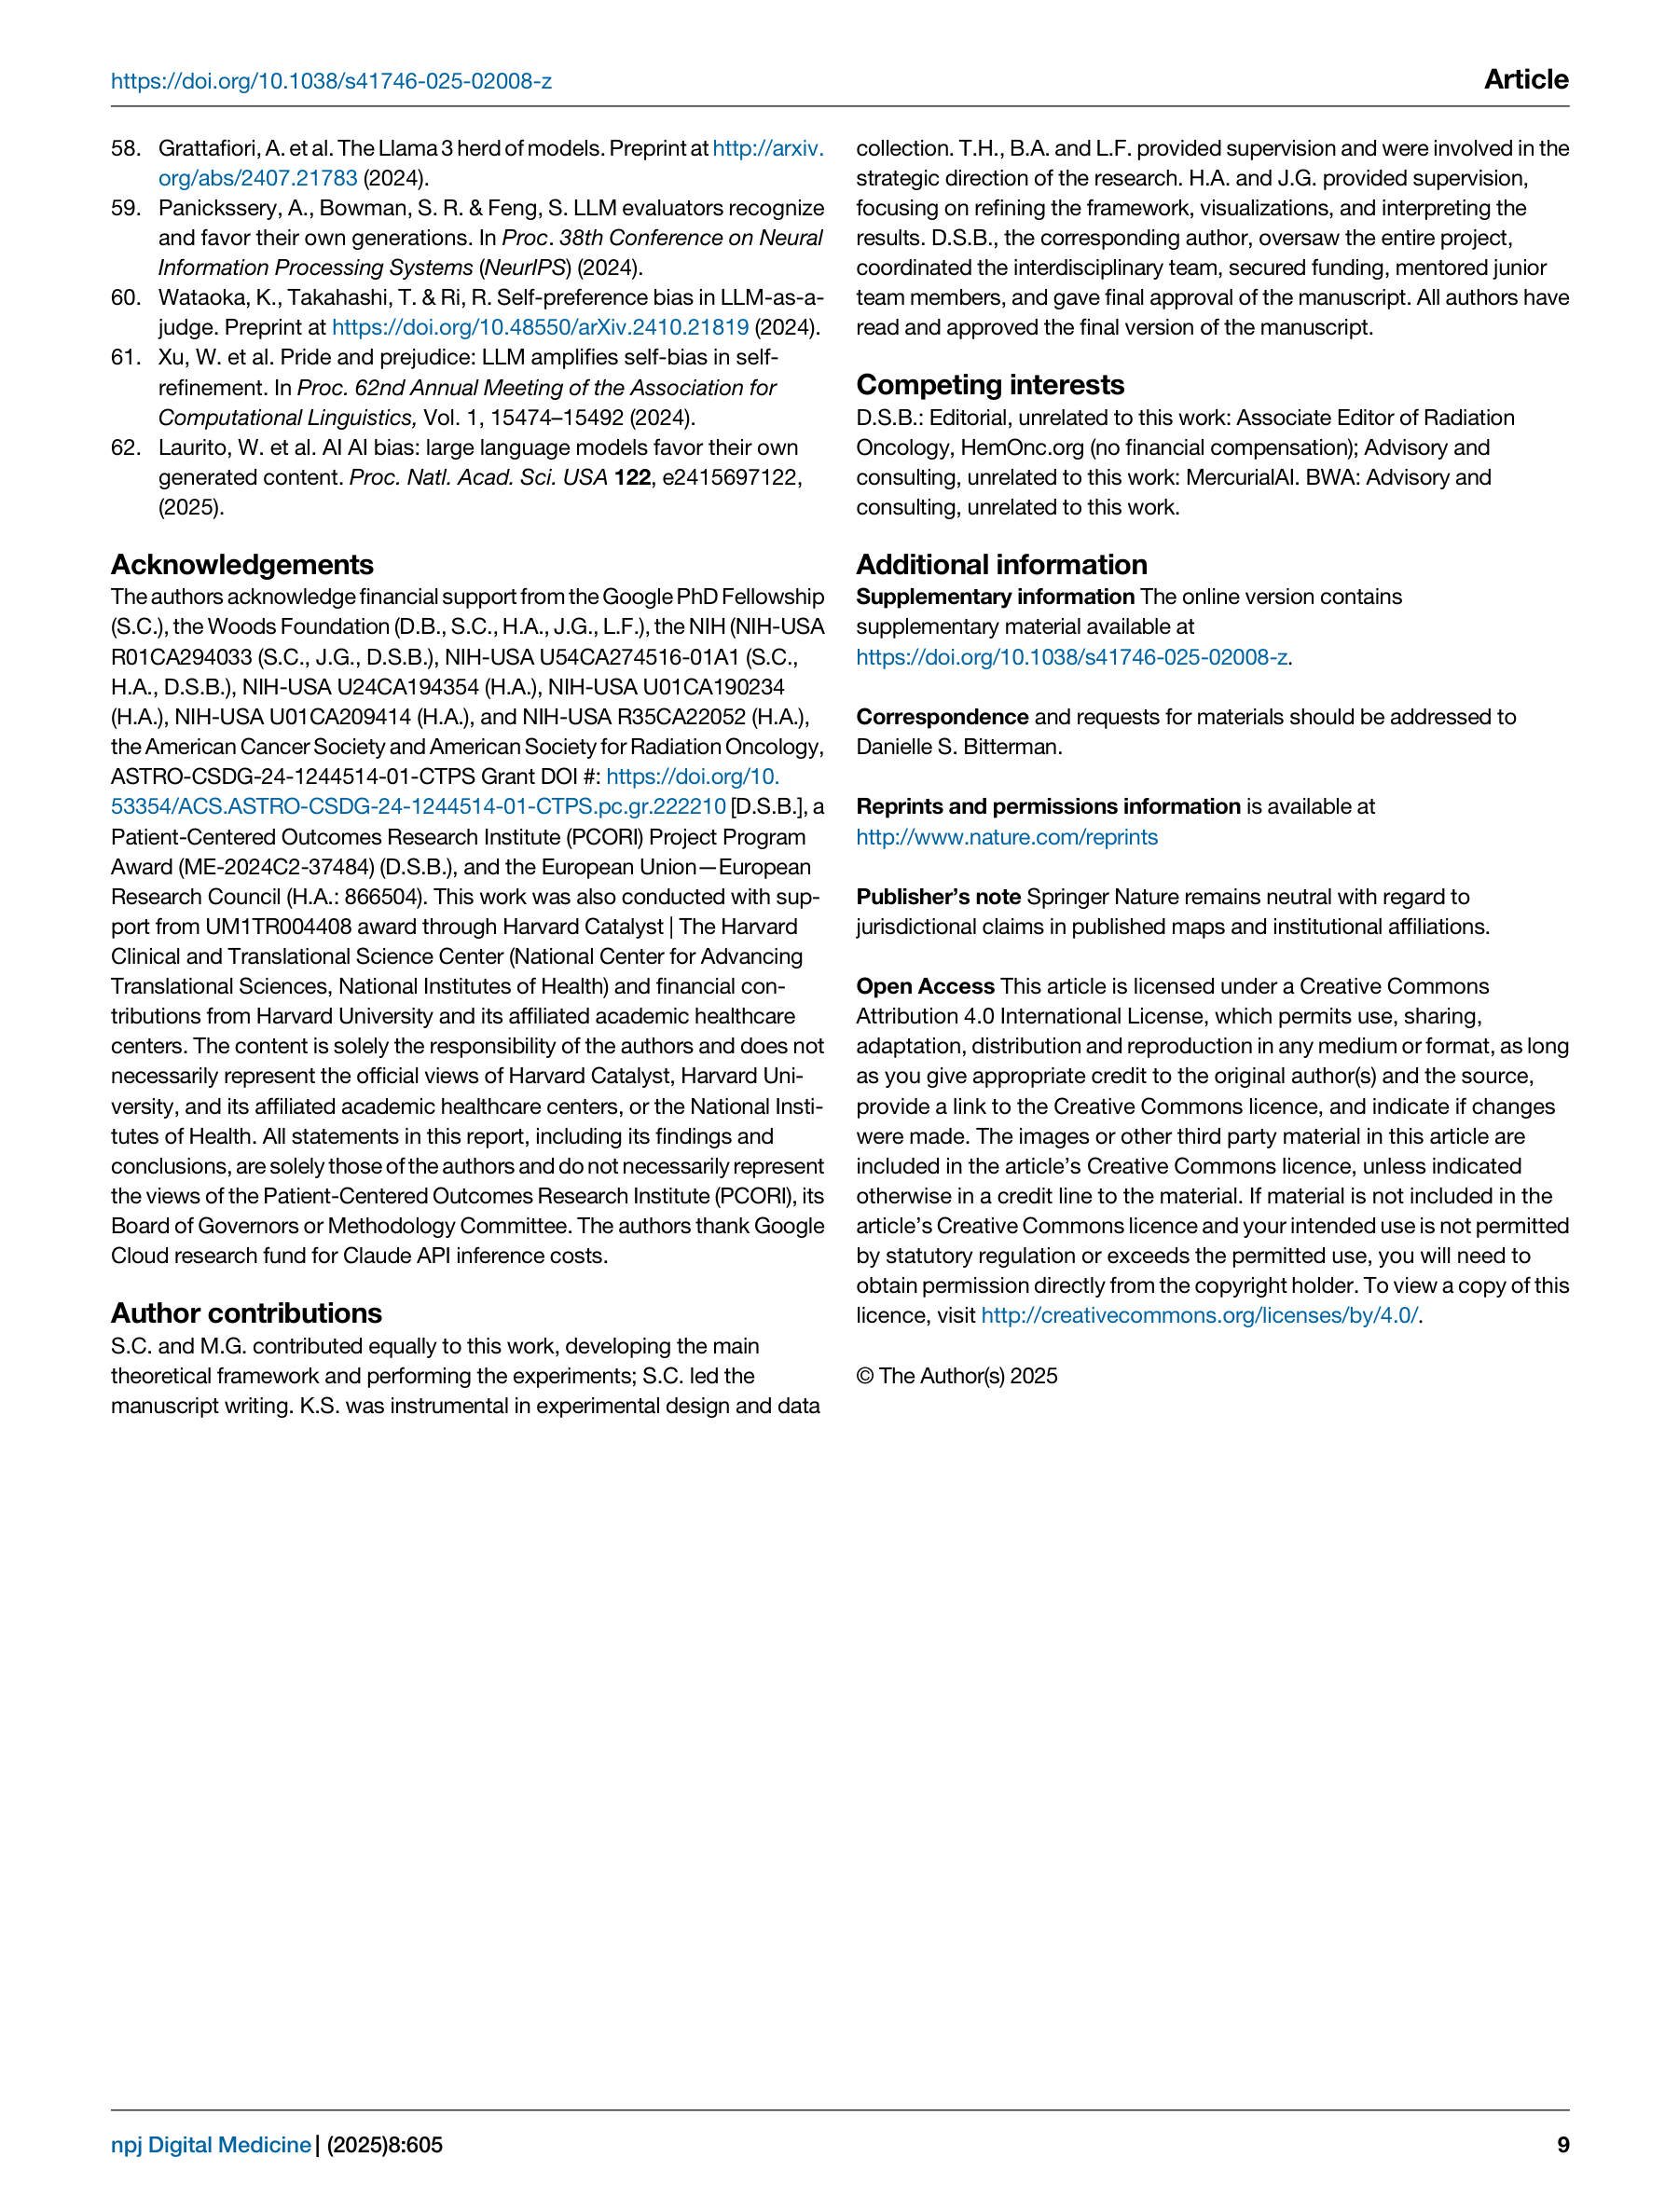 https://doi.org/10.1038/s41746-025-02008-z
Article
58. Grattafiori, A. et al. The Llama 3 herd of models. Preprint at http://arxiv.
org/abs/2407.21783 (2024).
59. Panickssery, A., Bowman, S. R. & Feng, S. LLM evaluators recognize
and favor their own generations. In Proc. 38th Conference on Neural
Information Processing Systems (NeurIPS) (2024).
60. Wataoka, K., Takahashi, T. & Ri, R. Self-preference bias in LLM-as-a-
judge. Preprint at https://doi.org/10.48550/arXiv.2410.21819 (2024).
61. Xu, W. et al. Pride and prejudice: LLM amplifies self-bias in self-
refinement. In Proc. 62nd Annual Meeting of the Association for
Computational Linguistics, Vol. 1, 15474–15492 (2024).
62. Laurito, W. et al. AI AI bias: large language models favor their own
generated content. Proc. Natl. Acad. Sci. USA 122, e2415697122,
(2025).
Acknowledgements
The authors acknowledge financial support from the Google PhD Fellowship
(S.C.), the Woods Foundation (D.B., S.C., H.A., J.G., L.F.), the NIH (NIH-USA
R01CA294033 (S.C., J.G., D.S.B.), NIH-USA U54CA274516-01A1 (S.C.,
H.A., D.S.B.), NIH-USA U24CA194354 (H.A.), NIH-USA U01CA190234
(H.A.), NIH-USA U01CA209414 (H.A.), and NIH-USA R35CA22052 (H.A.),
the American Cancer Society and American Society for Radiation Oncology,
ASTRO-CSDG-24-1244514-01-CTPS Grant DOI #: https://doi.org/10.
53354/ACS.ASTRO-CSDG-24-1244514-01-CTPS.pc.gr.222210 [D.S.B.], a
Patient-Centered Outcomes Research Institute (PCORI) Project Program
Award (ME-2024C2-37484) (D.S.B.), and the European Union—European
Research Council (H.A.: 866504). This work was also conducted with sup-
port from UM1TR004408 award through Harvard Catalyst | The Harvard
Clinical and Translational Science Center (National Center for Advancing
Translational Sciences, National Institutes of Health) and financial con-
tributions from Harvard University and its affiliated academic healthcare
centers. The content is solely the responsibility of the authors and does not
necessarily represent the official views of Harvard Catalyst, Harvard Uni-
versity, and its affiliated academic healthcare centers, or the National Insti-
tutes of Health. All statements in this report, including its findings and
conclusions, are solely those of the authors and do not necessarily represent
the views of the Patient-Centered Outcomes Research Institute (PCORI), its
Board of Governors or Methodology Committee. The authors thank Google
Cloud research fund for Claude API inference costs.
Author contributions
S.C. and M.G. contributed equally to this work, developing the main
theoretical framework and performing the experiments; S.C. led the
manuscript writing. K.S. was instrumental in experimental design and data
collection. T.H., B.A. and L.F. provided supervision and were involved in the
strategic direction of the research. H.A. and J.G. provided supervision,
focusing on refining the framework, visualizations, and interpreting the
results. D.S.B., the corresponding author, oversaw the entire project,
coordinated the interdisciplinary team, secured funding, mentored junior
team members, and gave final approval of the manuscript. All authors have
read and approved the final version of the manuscript.
Competing interests
D.S.B.: Editorial, unrelated to this work: Associate Editor of Radiation
Oncology, HemOnc.org (no financial compensation); Advisory and
consulting, unrelated to this work: MercurialAI. BWA: Advisory and
consulting, unrelated to this work.
Additional information
Supplementary information The online version contains
supplementary material available at
https://doi.org/10.1038/s41746-025-02008-z.
Correspondence and requests for materials should be addressed to
Danielle S. Bitterman.
Reprints and permissions information is available at
http://www.nature.com/reprints
Publisher’s note Springer Nature remains neutral with regard to
jurisdictional claims in published maps and institutional affiliations.
Open Access This article is licensed under a Creative Commons
Attribution 4.0 International License, which permits use, sharing,
adaptation, distribution and reproduction in any medium or format, as long
as you give appropriate credit to the original author(s) and the source,
provide a link to the Creative Commons licence, and indicate if changes
were made. The images or other third party material in this article are
included in the article’s Creative Commons licence, unless indicated
otherwise in a credit line to the material. If material is not included in the
article’s Creative Commons licence and your intended use is not permitted
by statutory regulation or exceeds the permitted use, you will need to
obtain permission directly from the copyright holder. To view a copy of this
licence, visit http://creativecommons.org/licenses/by/4.0/.
© The Author(s) 2025
npj Digital Medicine | (2025)8:605
9